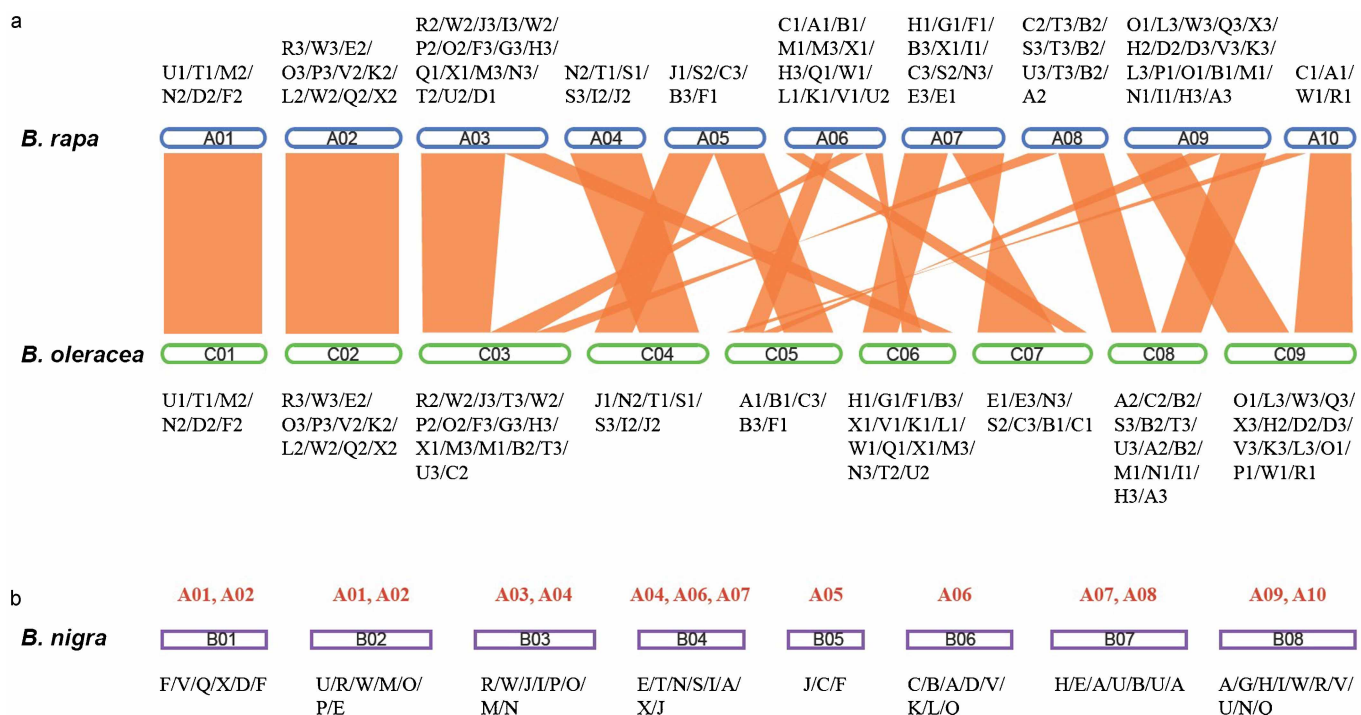 a
U1/T1/M2/
N2/D2/F2
R3/W3/E2/
O3/P3/V2/K2/
L2/W2/Q2/X2
R2/W2/J3/I3/W2/
P2/O2/F3/G3/H3/
Q1/X1/M3/N3/
T2/U2/D1
N2/T1/S1/
S3/I2/J2
J1/S2/C3/
B3/F1
C1/A1/B1/
M1/M3/X1/
H3/Q1/W1/
L1/K1/V1/U2
H1/G1/F1/
B3/X1/I1/
C3/S2/N3/
E3/E1
C2/T3/B2/
S3/T3/B2/
U3/T3/B2/
A2
O1/L3/W3/Q3/X3/
H2/D2/D3/V3/K3/
L3/P1/O1/B1/M1/
N1/I1/H3/A3
C1/A1/
W1/R1
B. rapa
A01
A02
A03
A04
A05
A06
A07
A08
A09
A10
B. oleracea
C01
C02
C03
C04
C05
C06
C07
C08
C09
U1/T1/M2/
N2/D2/F2
R3/W3/E2/
O3/P3/V2/K2/
L2/W2/Q2/X2
R2/W2/J3/T3/W2/
P2/O2/F3/G3/H3/
X1/M3/M1/B2/T3/
U3/C2
J1/N2/T1/S1/
S3/I2/J2
A1/B1/C3/
B3/F1
H1/G1/F1/B3/
X1/V1/K1/L1/
W1/Q1/X1/M3/
N3/T2/U2
E1/E3/N3/
S2/C3/B1/C1
A2/C2/B2/
S3/B2/T3/
U3/A2/B2/
M1/N1/I1/
H3/A3
O1/L3/W3/Q3/
X3/H2/D2/D3/
V3/K3/L3/O1/
P1/W1/R1
b
A01, A02
A01, A02
A03, A04
A04, A06, A07
A05
A06
A07, A08
A09, A10
B. nigra
B01
B02
B03
B04
B05
B06
B07
B08
F/V/Q/X/D/F
U/R/W/M/O/
P/E
R/W/J/I/P/O/
M/N
E/T/N/S/I/A/
X/J
J/C/F
C/B/A/D/V/
K/L/Q
H/E/A/U/B/U/A
A/G/H/I/W/R/V/
U/N/O